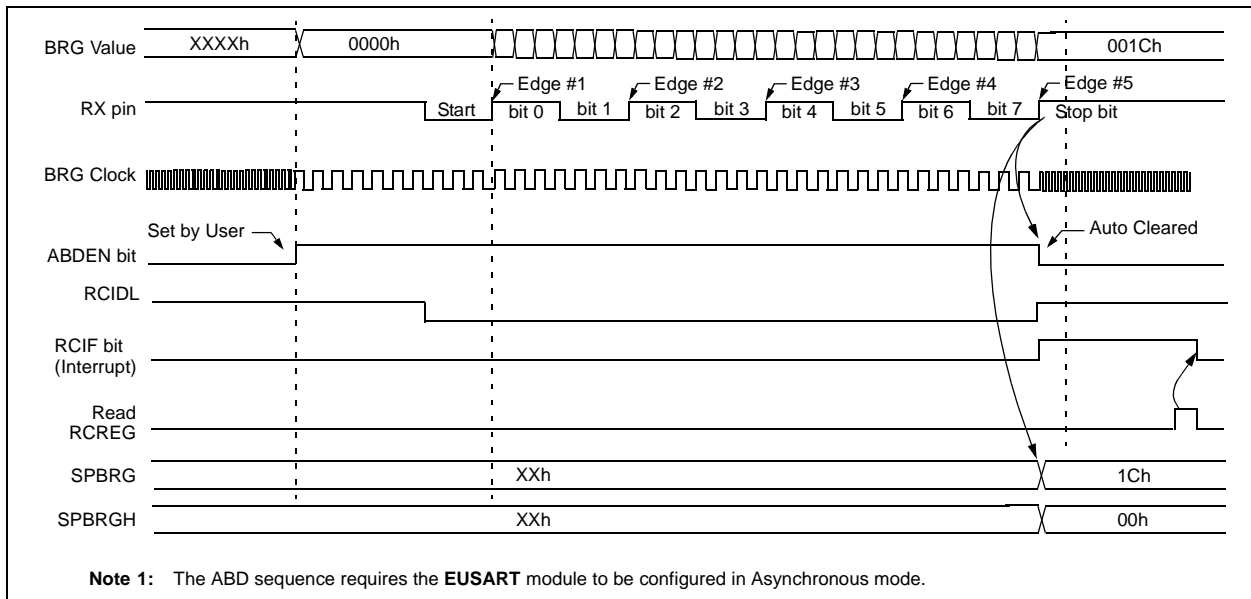 BRG Value
XXXXh
0000h
001Ch
Edge #1
Edge #2
Edge #3
Edge #4
Edge #5
RX pin
Start
bit 0
bit 1
bit 2
bit 3
bit 4
bit 5
bit 6
bit 7
Stop bit
BRG Clock
Set by User
Auto Cleared
ABDEN bit
RCIDL
RCIF bit
(Interrupt)
Read
RCREG
SPBRG
XXh
1Ch
SPBRGH
XXh
00h
Note 1: The ABD sequence requires the EUSART module to be configured in Asynchronous mode.